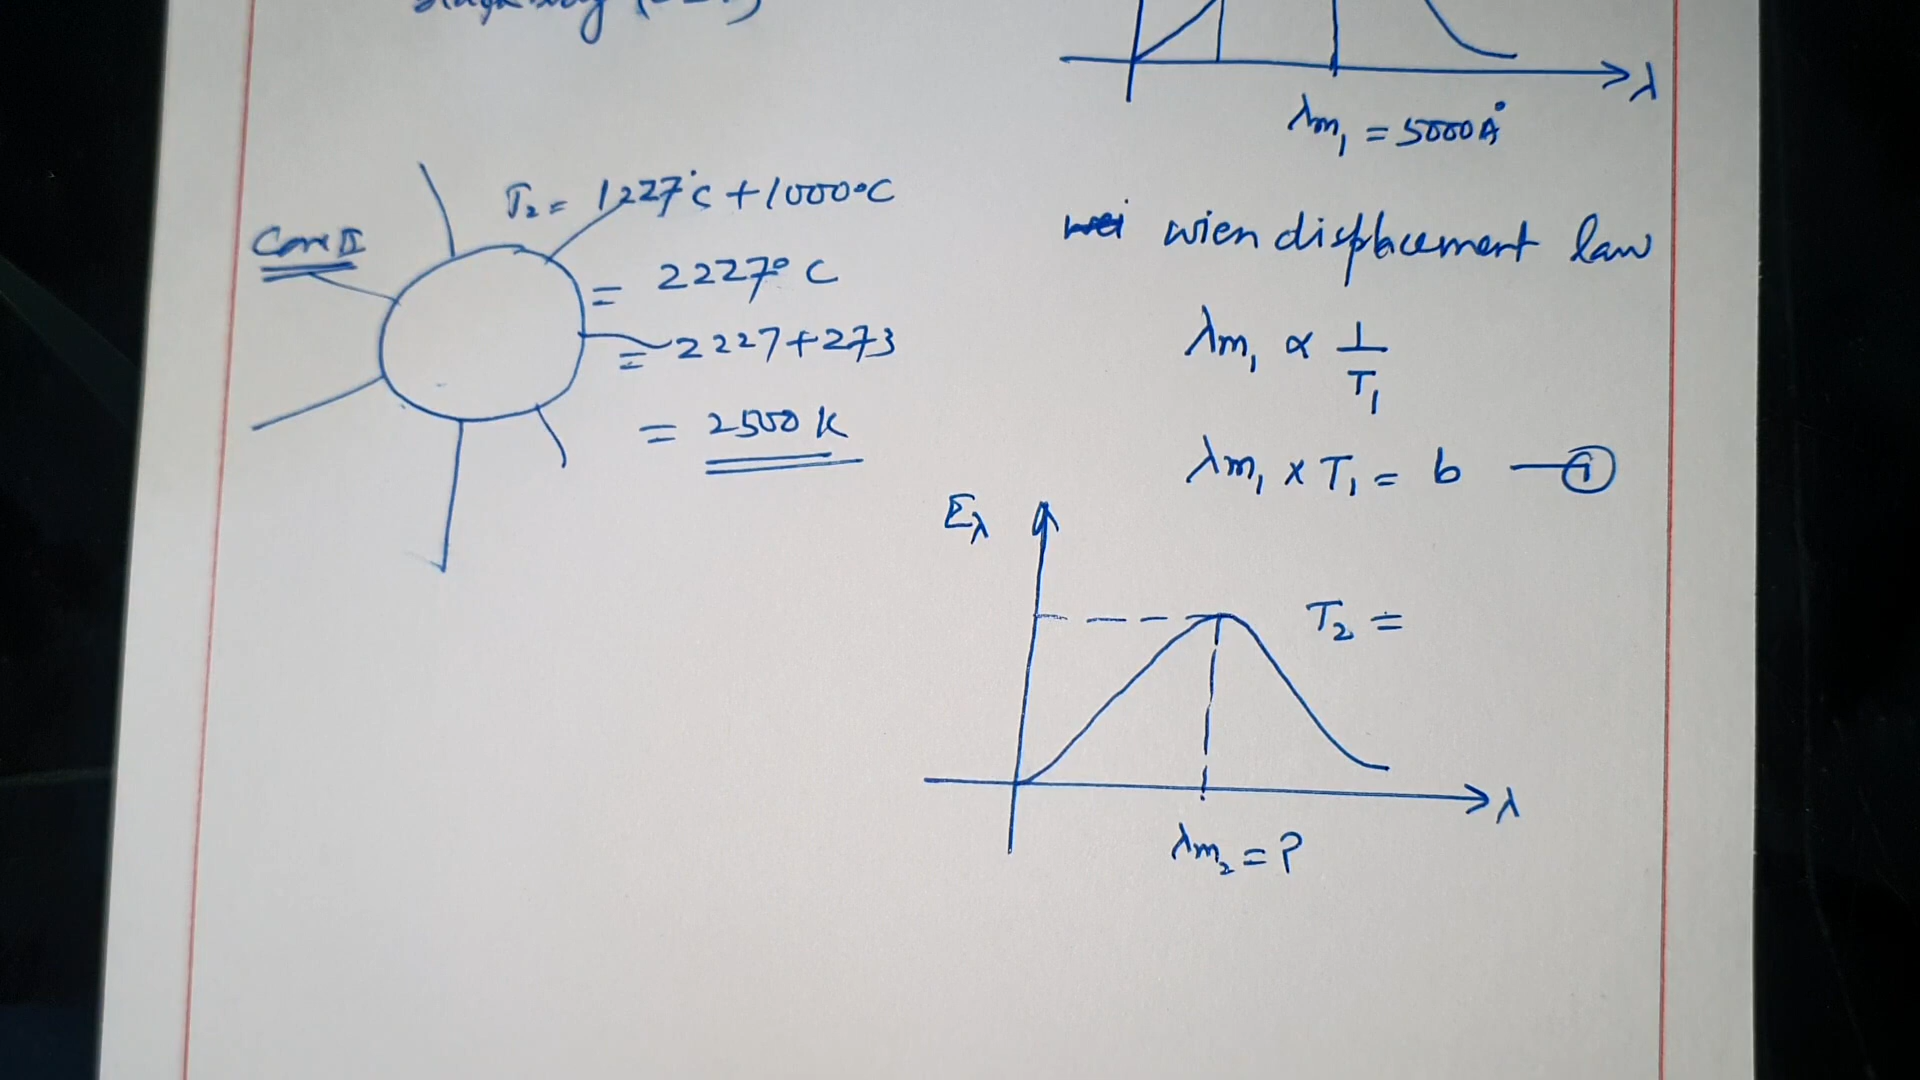 λ
λm₁ = 5000Å
Case II
T₂ = 1227°C + 1000°C
= 2227°C
= 2227+273
= 2500 K
wien displacement law
λm₁ ∝ 1/T₁
λm₁ × T₁ = b —①
Eλ
T₂ =
λ
λm₂ = ?